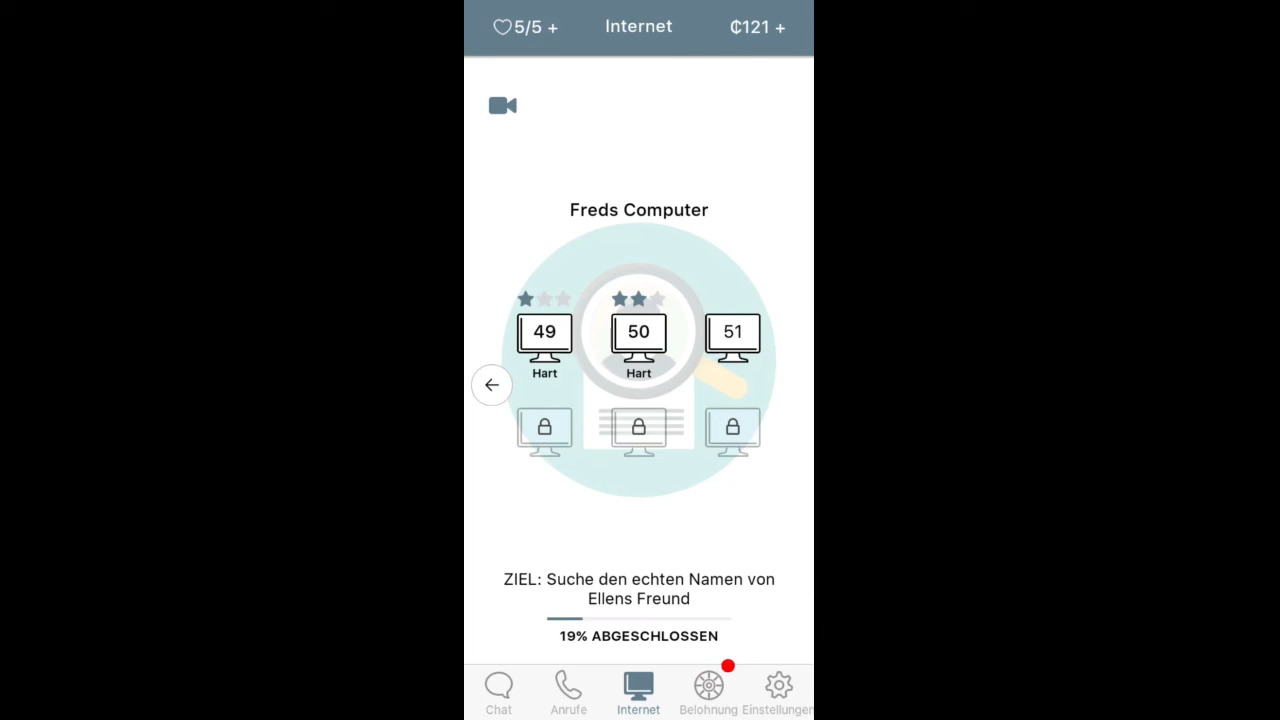 5/5 + Internet ₵121 +
Freds Computer
49 50 51
Hart Hart
ZIEL: Suche den echten Namen von
Ellens Freund
19% ABGESCHLOSSEN
Chat Anrufe Internet Belohnung Einstellungen